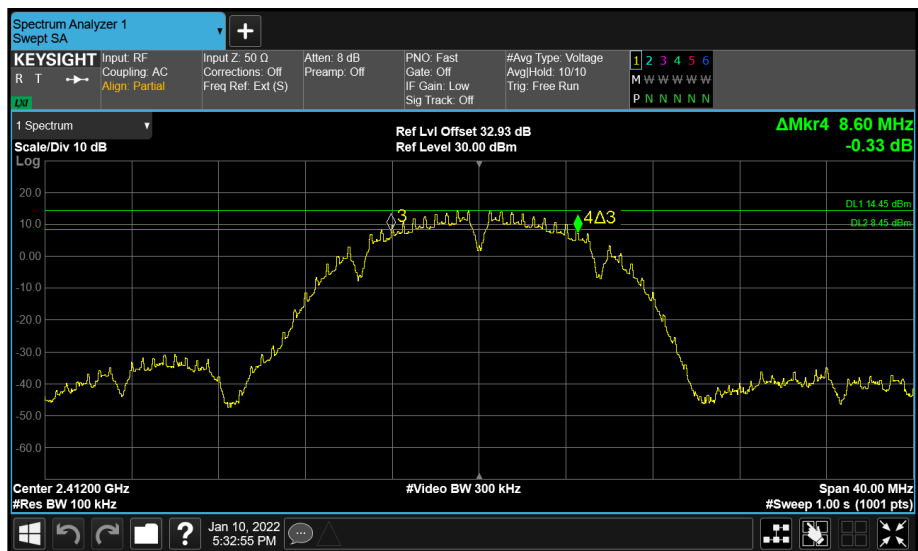 Spectrum Analyzer 1
Swept SA
+
KEYSIGHT
R T
LXI
Input: RF
Coupling: AC
Align: Partial
Input Z: 50 Ω
Corrections: Off
Freq Ref: Ext (S)
Atten: 8 dB
Preamp: Off
PNO: Fast
Gate: Off
IF Gain: Low
Sig Track: Off
#Avg Type: Voltage
Avg|Hold: 10/10
Trig: Free Run
1 2 3 4 5 6
M W W W W W
P N N N N N
1 Spectrum
Scale/Div 10 dB
Ref Lvl Offset 32.93 dB
Ref Level 30.00 dBm
ΔMkr4 8.60 MHz
-0.33 dB
Log
20.0
DL1 14.45 dBm
3
4Δ3
10.0
DL2 8.45 dBm
0.00
-10.0
-20.0
-30.0
-40.0
-50.0
-60.0
Center 2.41200 GHz
#Video BW 300 kHz
Span 40.00 MHz
#Res BW 100 kHz
#Sweep 1.00 s (1001 pts)
?
Jan 10, 2022
5:32:55 PM